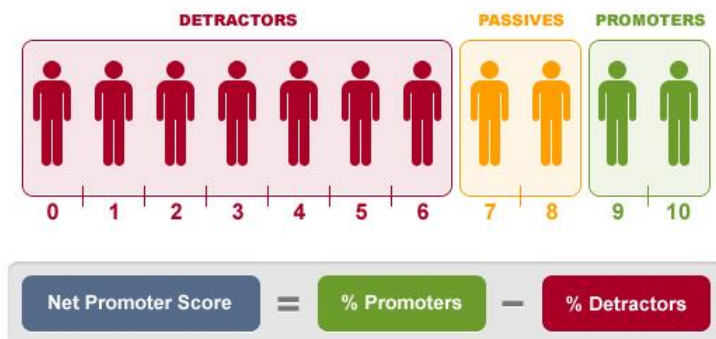 DETRACTORS PASSIVES PROMOTERS
0 1 2 3 4 5 6 7 8 9 10
Net Promoter Score = % Promoters − % Detractors